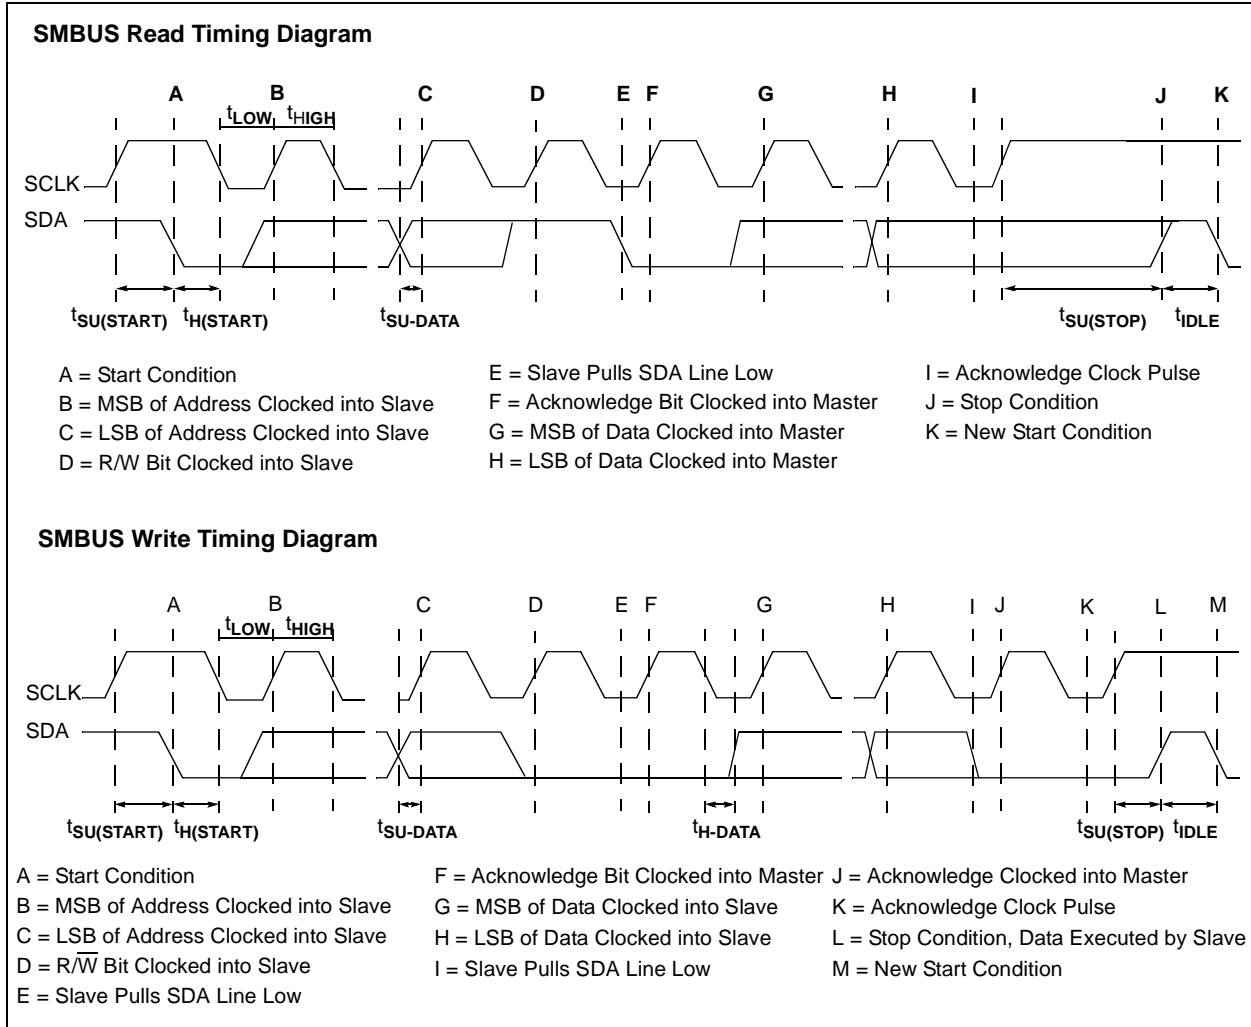 SMBUS Read Timing Diagram
A B C D E F G H I J K
tLOW tHIGH
SCLK
SDA
tSU(START) tH(START) tSU-DATA tSU(STOP) tIDLE
A = Start Condition
B = MSB of Address Clocked into Slave
C = LSB of Address Clocked into Slave
D = R/W Bit Clocked into Slave
E = Slave Pulls SDA Line Low
F = Acknowledge Bit Clocked into Master
G = MSB of Data Clocked into Master
H = LSB of Data Clocked into Master
I = Acknowledge Clock Pulse
J = Stop Condition
K = New Start Condition
SMBUS Write Timing Diagram
A B C D E F G H I J K L M
tLOW tHIGH
SCLK
SDA
tSU(START) tH(START) tSU-DATA tH-DATA tSU(STOP) tIDLE
A = Start Condition
B = MSB of Address Clocked into Slave
C = LSB of Address Clocked into Slave
D = R/W̅ Bit Clocked into Slave
E = Slave Pulls SDA Line Low
F = Acknowledge Bit Clocked into Master
G = MSB of Data Clocked into Slave
H = LSB of Data Clocked into Slave
I = Slave Pulls SDA Line Low
J = Acknowledge Clocked into Master
K = Acknowledge Clock Pulse
L = Stop Condition, Data Executed by Slave
M = New Start Condition